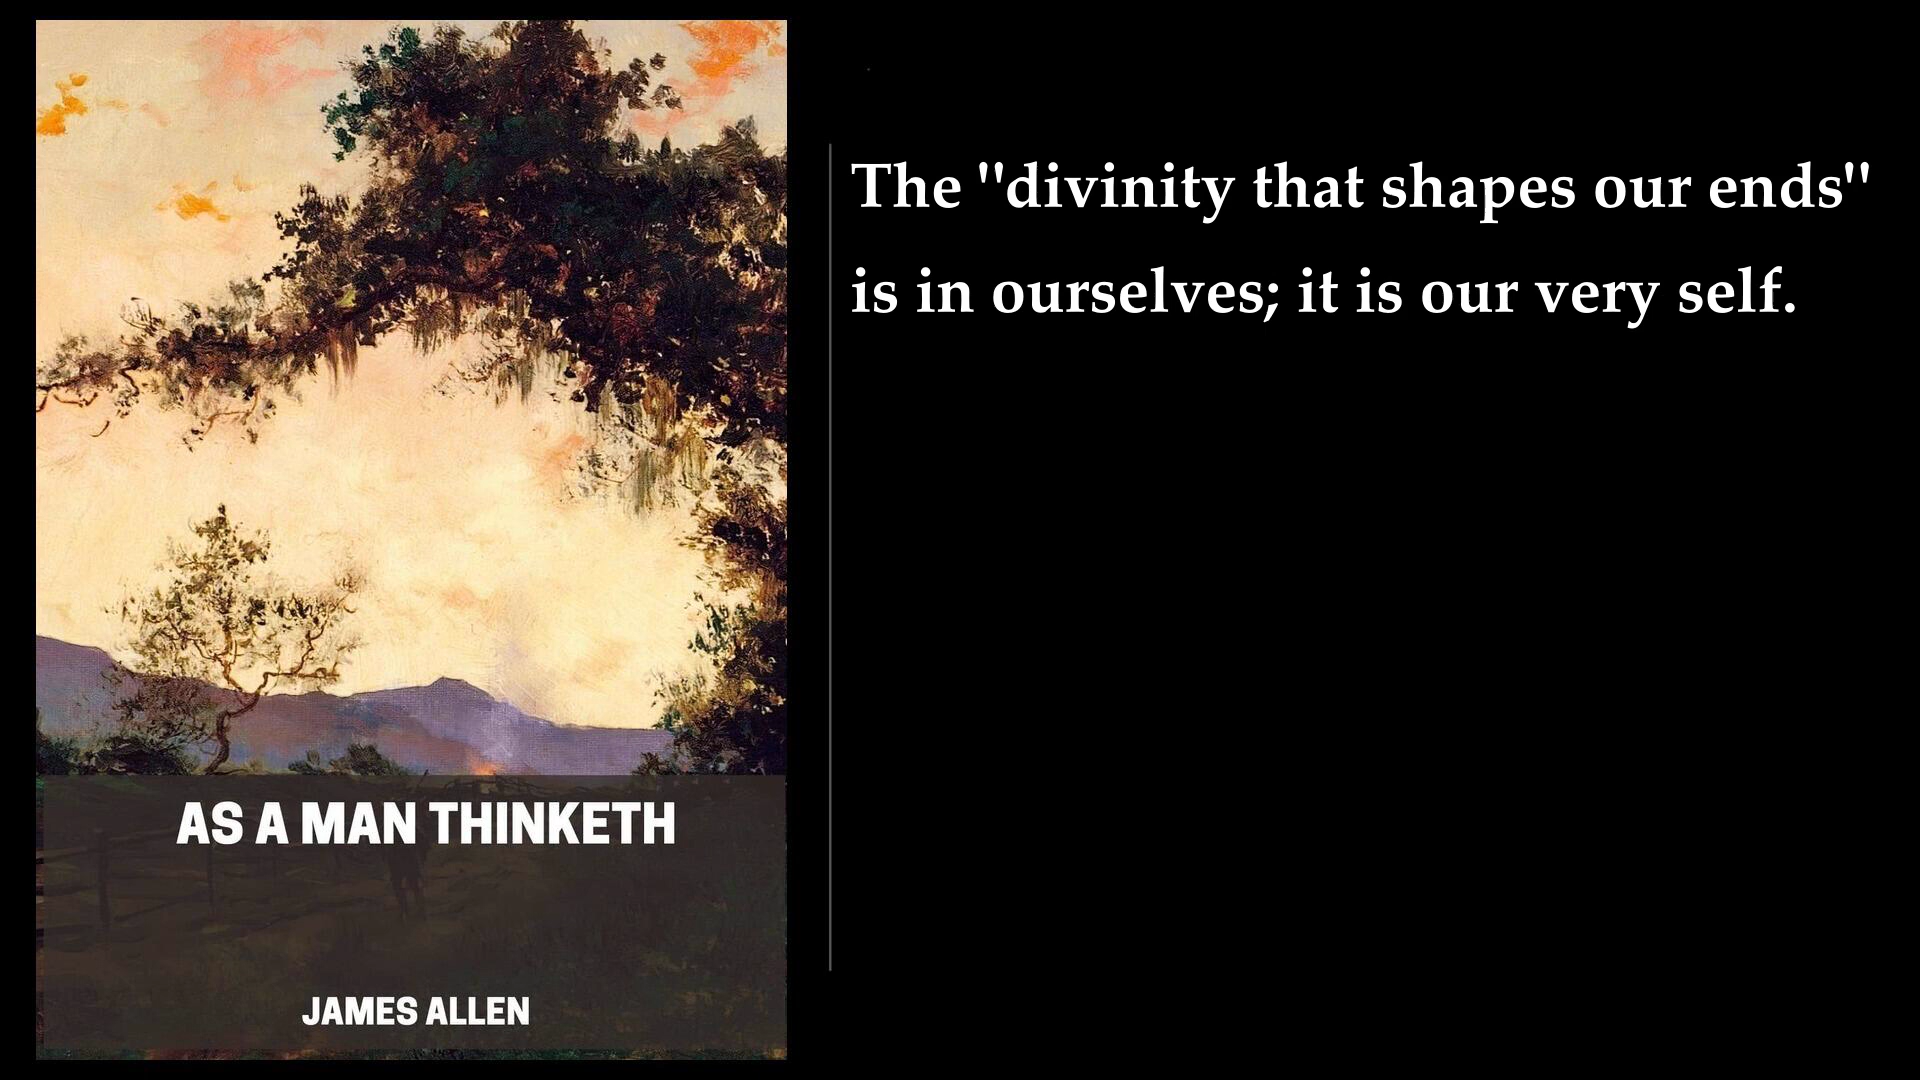 AS A MAN THINKETH
JAMES ALLEN
The "divinity that shapes our ends"
is in ourselves; it is our very self.